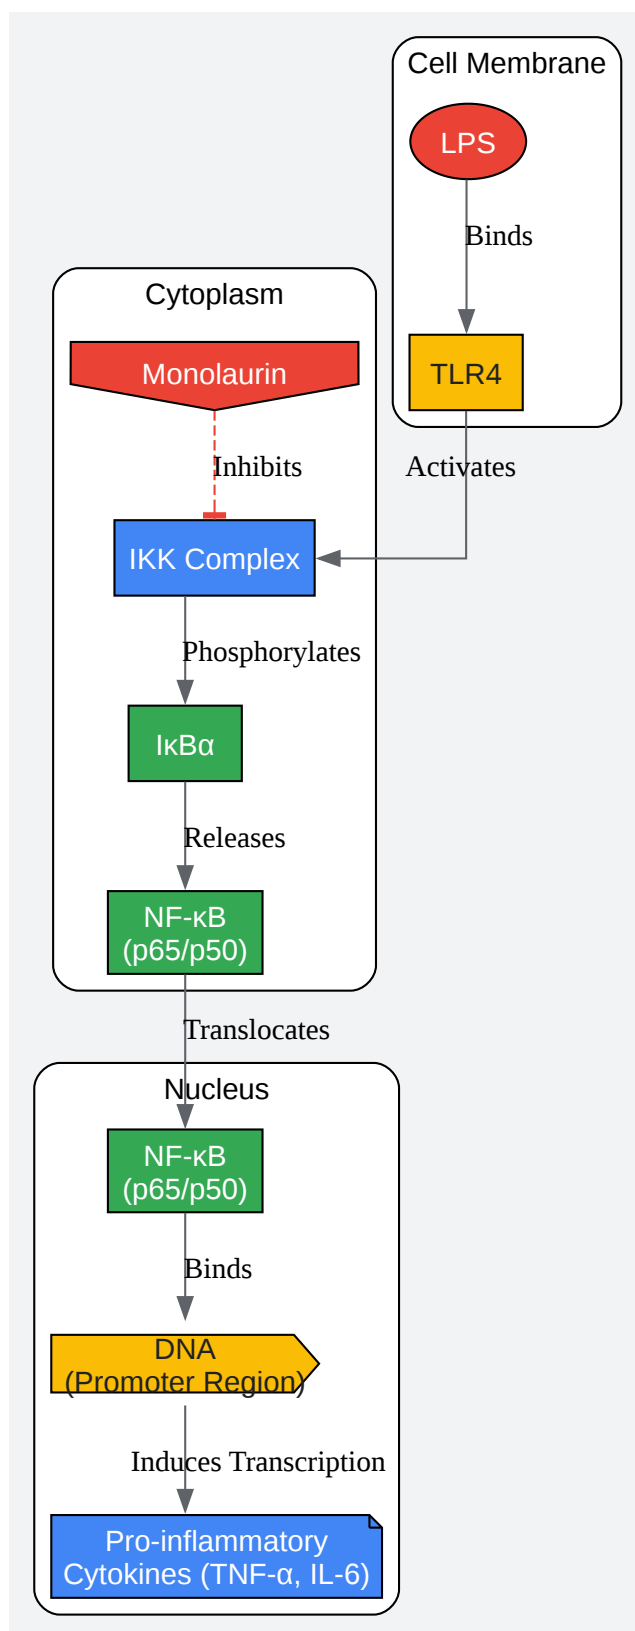 Cell Membrane
LPS
Binds
TLR4
Activates
Cytoplasm
Monolaurin
Inhibits
IKK Complex
Phosphorylates
IκBα
Releases
NF-κB
(p65/p50)
Translocates
Nucleus
NF-κB
(p65/p50)
Binds
DNA
(Promoter Region)
Induces Transcription
Pro-inflammatory
Cytokines (TNF-α, IL-6)